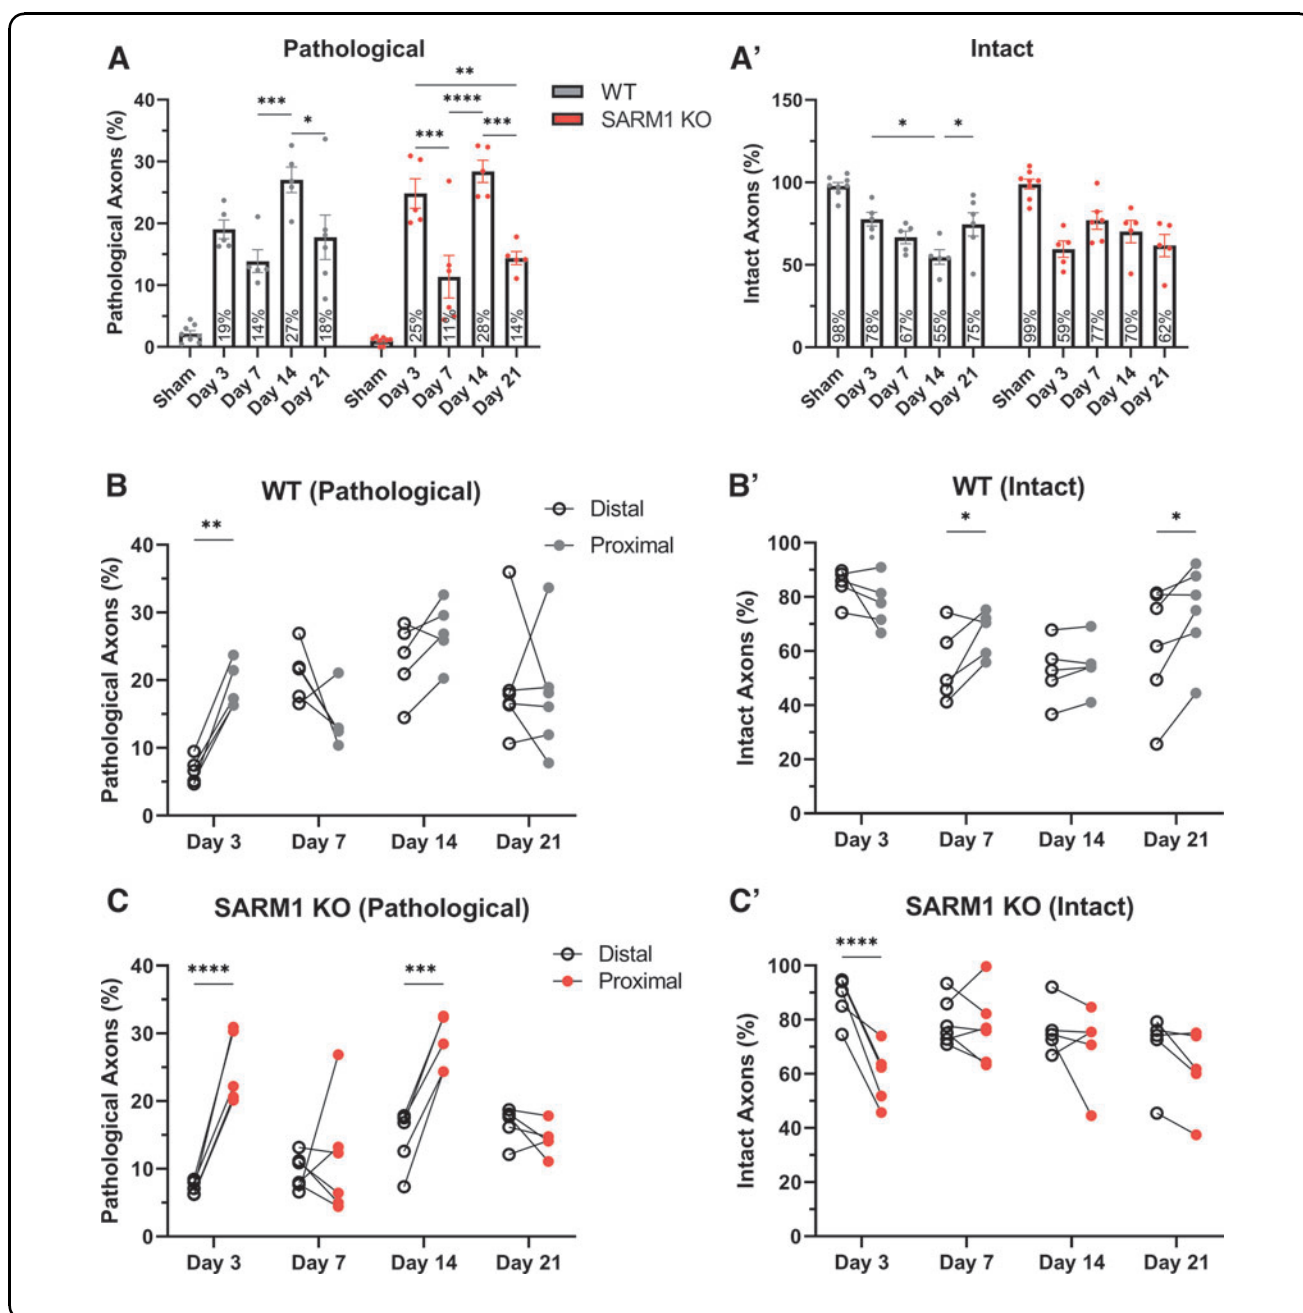 A
Pathological
Pathological Axons (%)
40
30
20
10
0
***
*
**
****
***
***
19%
14%
27%
18%
25%
11%
28%
14%
Sham
Day 3
Day 7
Day 14
Day 21
Sham
Day 3
Day 7
Day 14
Day 21
WT
SARM1 KO
A'
Intact
Intact Axons (%)
150
100
50
0
*
*
98%
78%
67%
55%
75%
99%
59%
77%
70%
62%
Sham
Day 3
Day 7
Day 14
Day 21
Sham
Day 3
Day 7
Day 14
Day 21
B
WT (Pathological)
Distal
Proximal
Pathological Axons (%)
40
30
20
10
0
**
Day 3
Day 7
Day 14
Day 21
B'
WT (Intact)
Intact Axons (%)
100
80
60
40
20
0
*
*
Day 3
Day 7
Day 14
Day 21
C
SARM1 KO (Pathological)
Distal
Proximal
Pathological Axons (%)
40
30
20
10
0
****
***
Day 3
Day 7
Day 14
Day 21
C'
SARM1 KO (Intact)
Intact Axons (%)
100
80
60
40
20
0
****
Day 3
Day 7
Day 14
Day 21